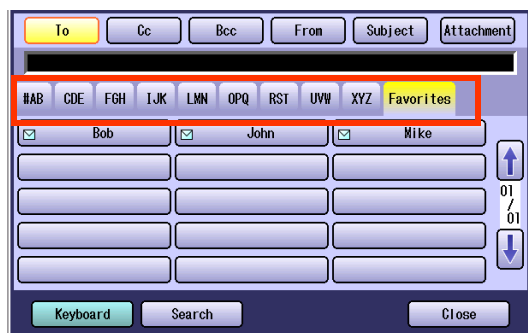 To Cc Bcc From Subject Attachment
#AB CDE FGH IJK LMN OPQ RST UVW XYZ Favorites
Bob John Mike
01
/
01
Keyboard Search Close